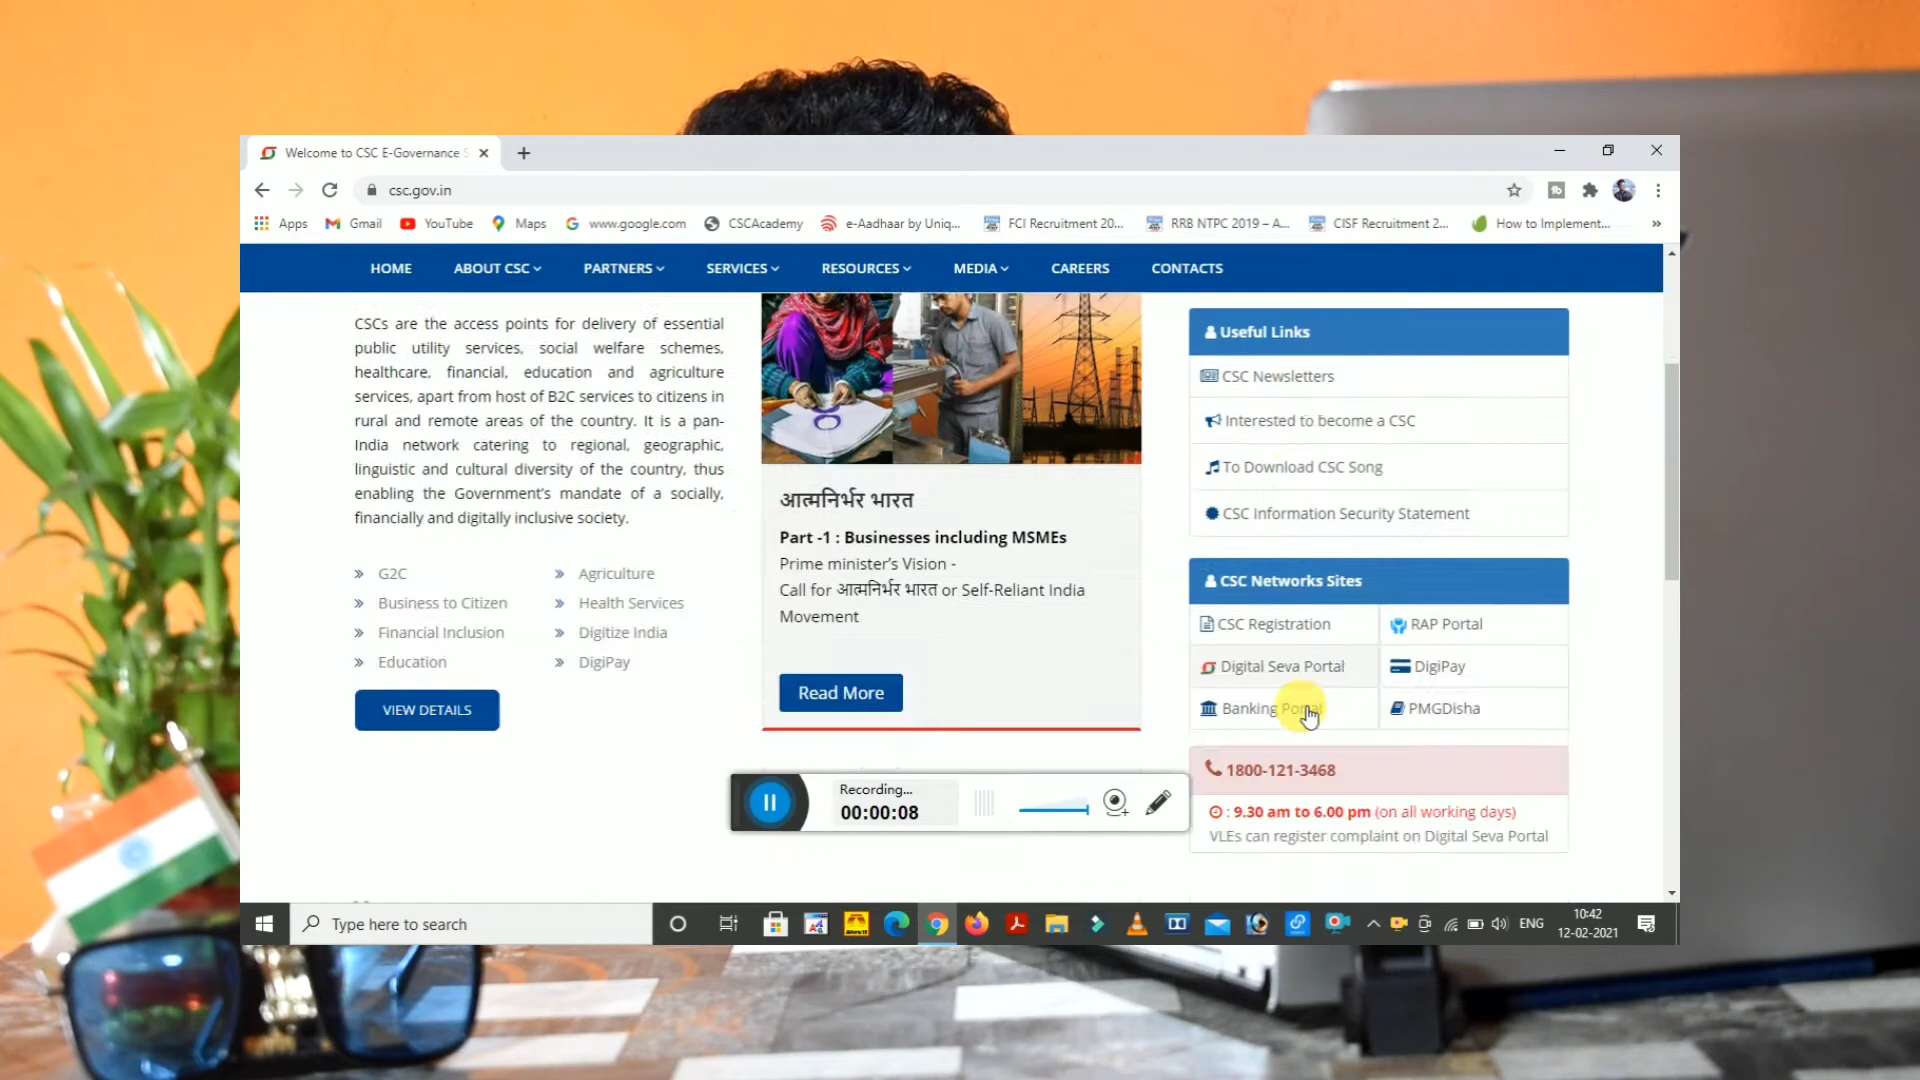 Welcome to CSC E-Governance S
csc.gov.in
Apps Gmail YouTube Maps www.google.com CSCAcademy e-Aadhaar by Uniq... FCI Recruitment 20... RRB NTPC 2019 – A... CISF Recruitment 2... How to Implement... »
HOME ABOUT CSC PARTNERS SERVICES RESOURCES MEDIA CAREERS CONTACTS
CSCs are the access points for delivery of essential
public utility services, social welfare schemes,
healthcare, financial, education and agriculture
services, apart from host of B2C services to citizens in
rural and remote areas of the country. It is a pan-
India network catering to regional, geographic,
linguistic and cultural diversity of the country, thus
enabling the Government's mandate of a socially,
financially and digitally inclusive society.
» G2C
» Business to Citizen
» Financial Inclusion
» Education
» Agriculture
» Health Services
» Digitize India
» DigiPay
VIEW DETAILS
आत्मनिर्भर भारत
Part -1 : Businesses including MSMEs
Prime minister's Vision -
Call for आत्मनिर्भर भारत or Self-Reliant India
Movement
Read More
Useful Links
CSC Newsletters
Interested to become a CSC
To Download CSC Song
CSC Information Security Statement
CSC Networks Sites
CSC Registration RAP Portal
Digital Seva Portal DigiPay
Banking Portal PMGDisha
1800-121-3468
: 9.30 am to 6.00 pm (on all working days)
VLEs can register complaint on Digital Seva Portal
Recording...
00:00:08
Type here to search
ENG
10:42
12-02-2021